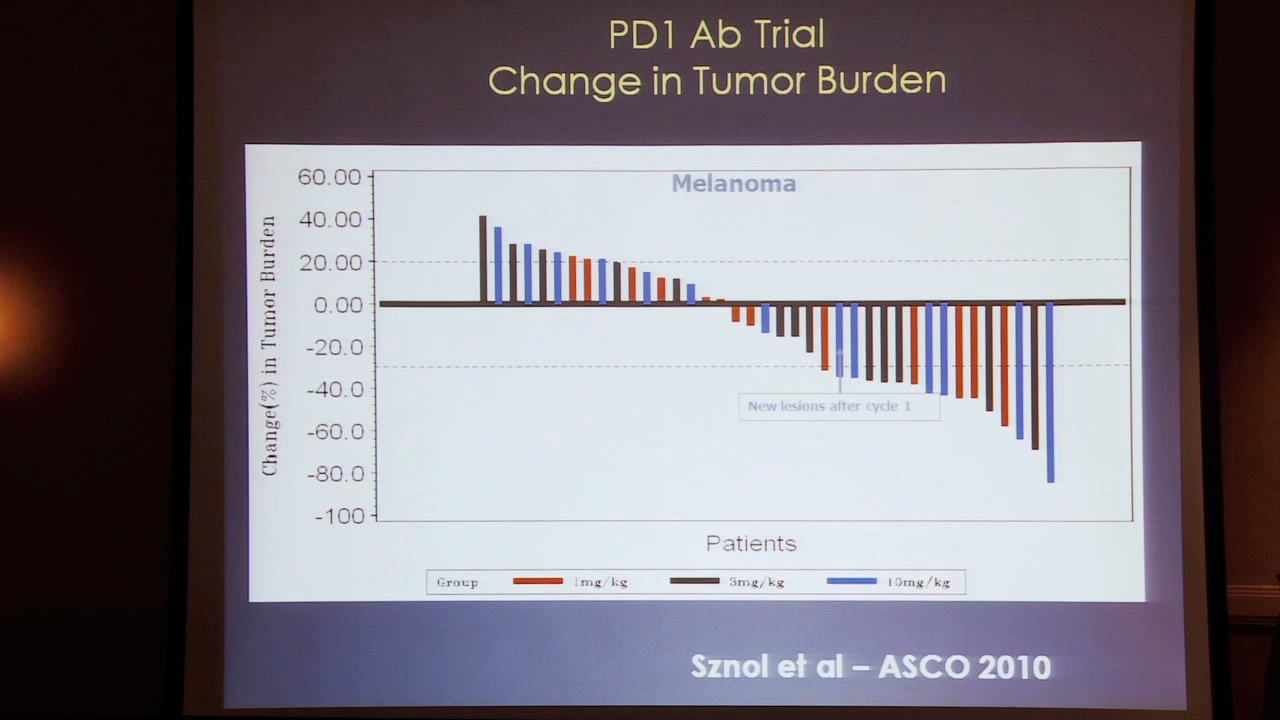 PD1 Ab Trial
Change in Tumor Burden
Melanoma
60.00
40.00
20.00
0.00
-20.0
-40.0
-60.0
-80.0
-100
Change(%) in Tumor Burden
New lesions after cycle 1
Patients
Group 1mg/kg 3mg/kg 10mg/kg
Sznol et al – ASCO 2010